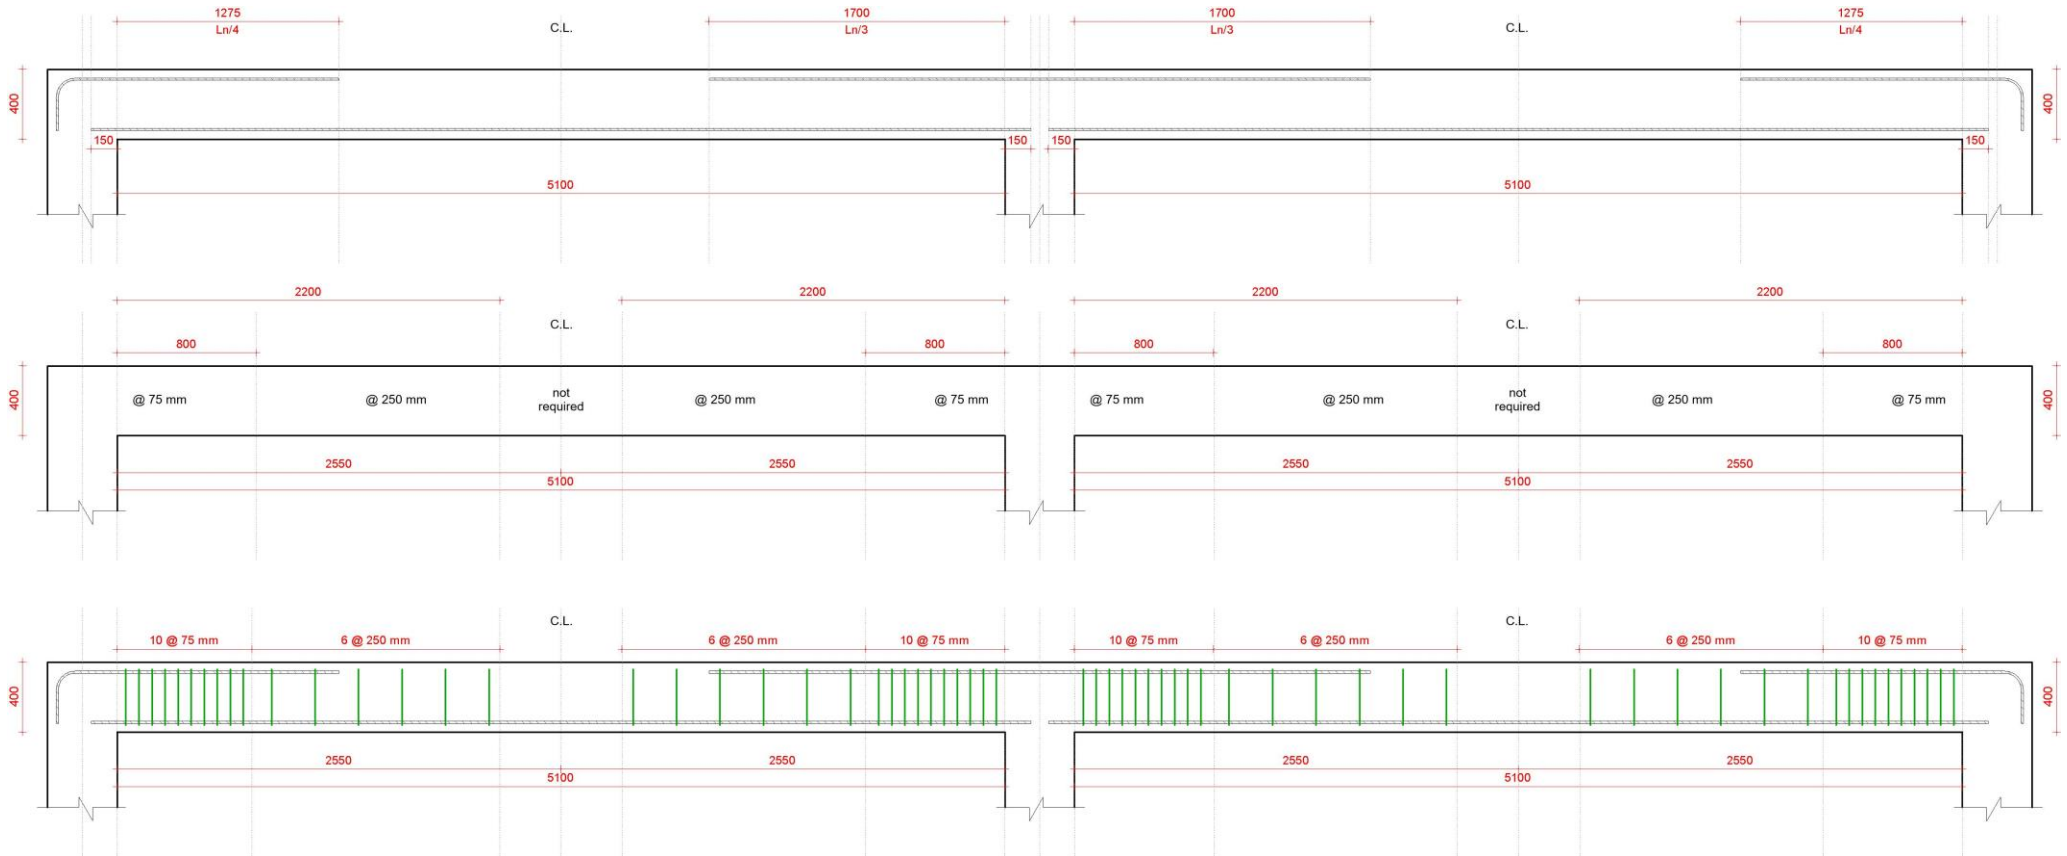 1275 C.L. 1700 1700 C.L. 1275
Ln/4 Ln/3 Ln/3 Ln/4
400 400
150 150 150 150
5100 5100
2200 2200 2200 2200
C.L. C.L.
800 800 800 800
400 @ 75 mm @ 250 mm not @ 250 mm @ 75 mm @ 75 mm @ 250 mm not @ 250 mm @ 75 mm 400
required required
2550 2550 2550 2550
5100 5100
C.L. C.L.
10 @ 75 mm 6 @ 250 mm 6 @ 250 mm 10 @ 75 mm 10 @ 75 mm 6 @ 250 mm 6 @ 250 mm 10 @ 75 mm
400 400
2550 2550 2550 2550
5100 5100